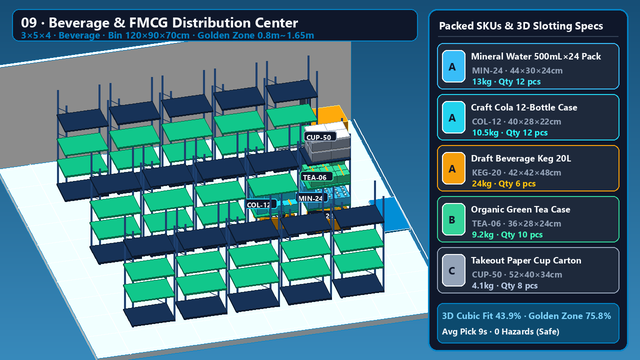 09 · Beverage & FMCG Distribution Center
3×5×4 · Beverage · Bin 120×90×70cm · Golden Zone 0.8m–1.65m
CUP-50
TEA-06
COL-12
MIN-24
Packed SKUs & 3D Slotting Specs
A
Mineral Water 500mL×24 Pack
MIN-24 · 44×30×24cm
13kg · Qty 12 pcs
A
Craft Cola 12-Bottle Case
COL-12 · 40×28×22cm
10.5kg · Qty 12 pcs
A
Draft Beverage Keg 20L
KEG-20 · 42×42×48cm
24kg · Qty 6 pcs
B
Organic Green Tea Case
TEA-06 · 36×28×24cm
9.2kg · Qty 10 pcs
C
Takeout Paper Cup Carton
CUP-50 · 52×40×34cm
4.1kg · Qty 8 pcs
3D Cubic Fit 43.9% · Golden Zone 75.8%
Avg Pick 9s · 0 Hazards (Safe)